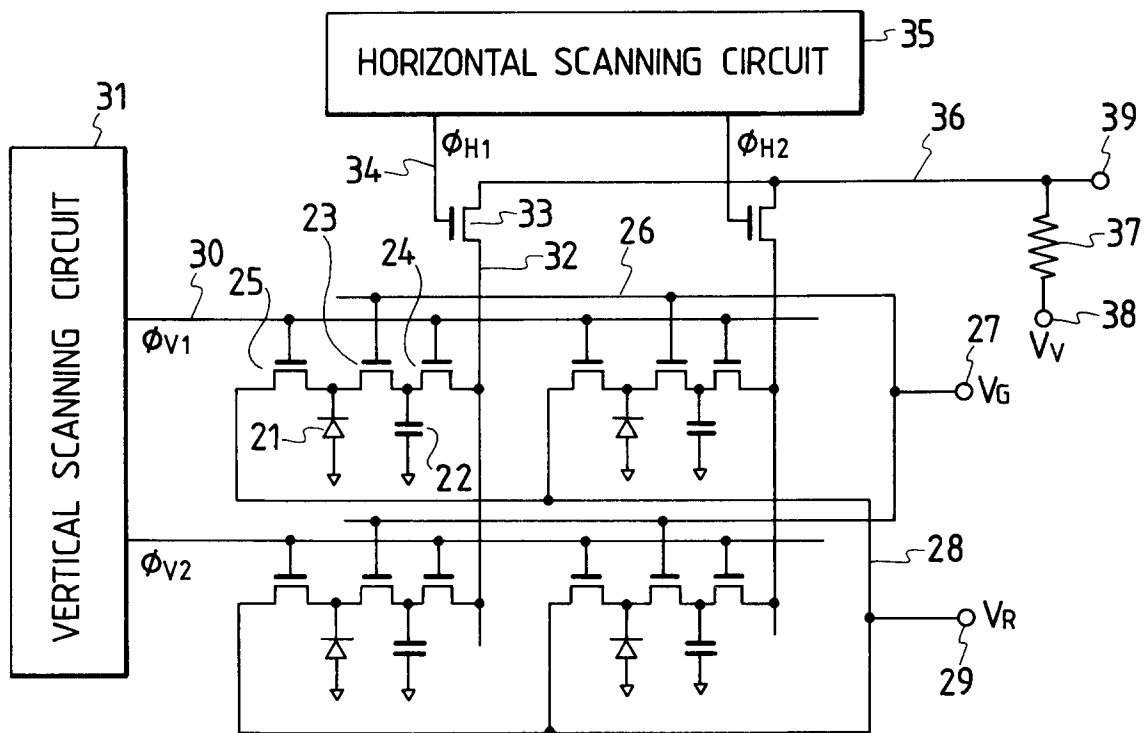 35
HORIZONTAL SCANNING CIRCUIT
31
36
39
ΦH1
ΦH2
34
33
37
23
26
32
30
24
25
38
VV
ΦV1
27
VG
21
22
VERTICAL SCANNING CIRCUIT
28
ΦV2
VR
29